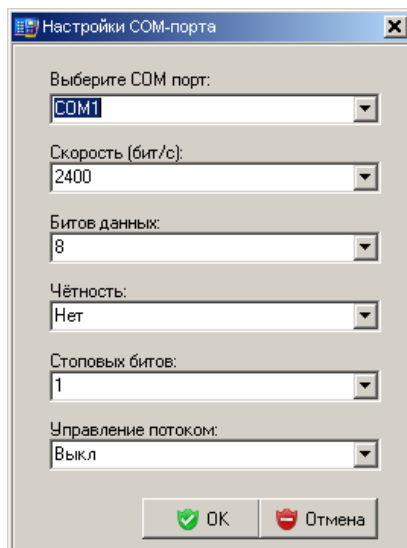 Настройки COM-порта
Выберите COM порт:
COM1
Скорость (бит/с):
2400
Битов данных:
8
Чётность:
Нет
Стоповых битов:
1
Управление потоком:
Выкл
OK
Отмена